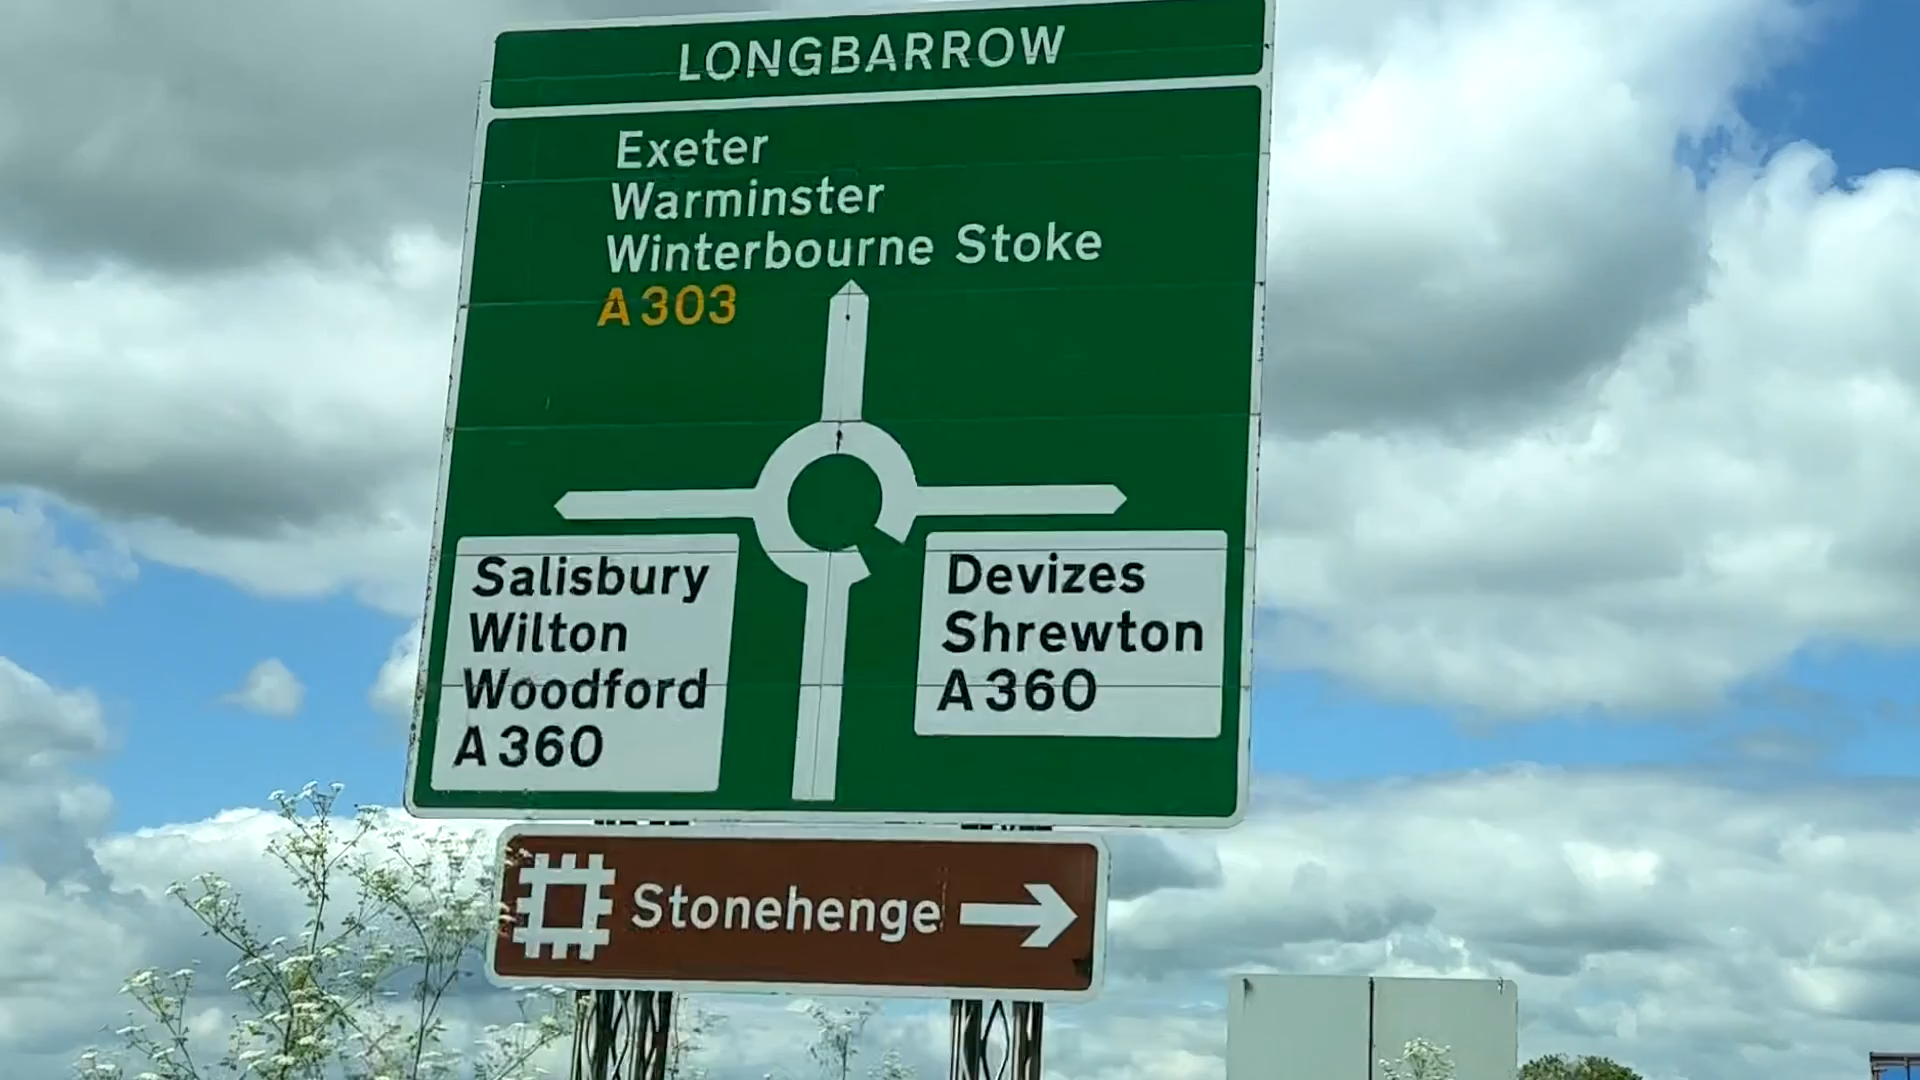 LONGBARROW
Exeter
Warminster
Winterbourne Stoke
A303
Salisbury
Wilton
Woodford
A360
Devizes
Shrewton
A360
Stonehenge